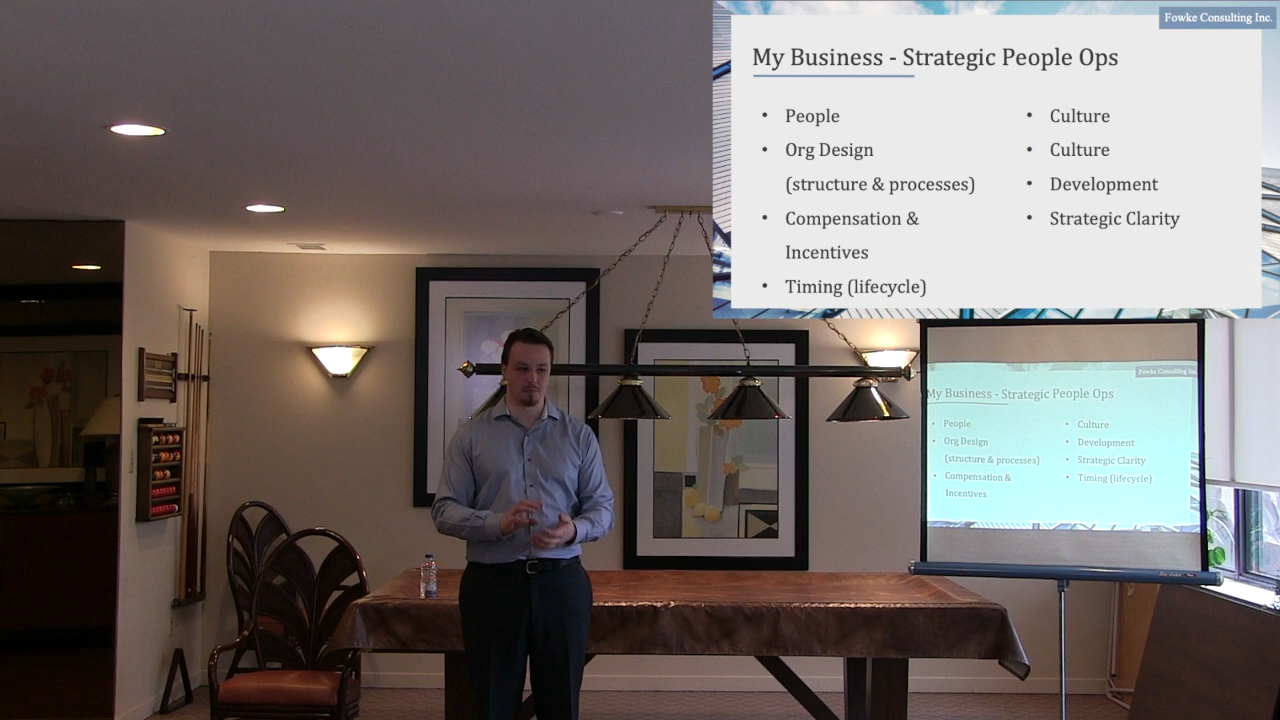 Fowke Consulting Inc.
My Business - Strategic People Ops
• People
• Org Design
(structure & processes)
• Compensation &
Incentives
• Timing (lifecycle)
• Culture
• Culture
• Development
• Strategic Clarity
Fowke Consulting Inc.
My Business - Strategic People Ops
• People
• Org Design
(structure & processes)
• Compensation &
Incentives
• Culture
• Development
• Strategic Clarity
• Timing (lifecycle)